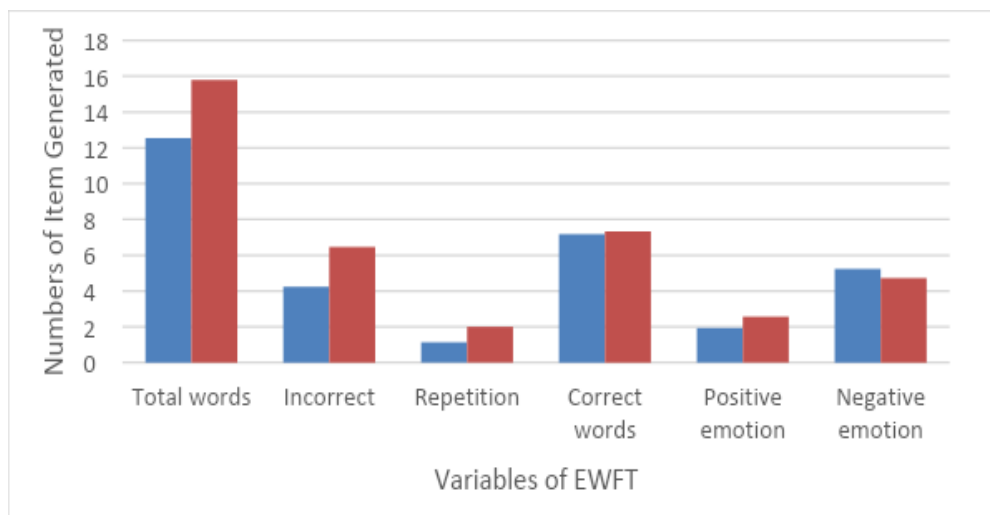 Numbers of Item Generated
18
16
14
12
10
8
6
4
2
0
Total words
Incorrect
Repetition
Correct
words
Positive
emotion
Negative
emotion
Variables of EWFT